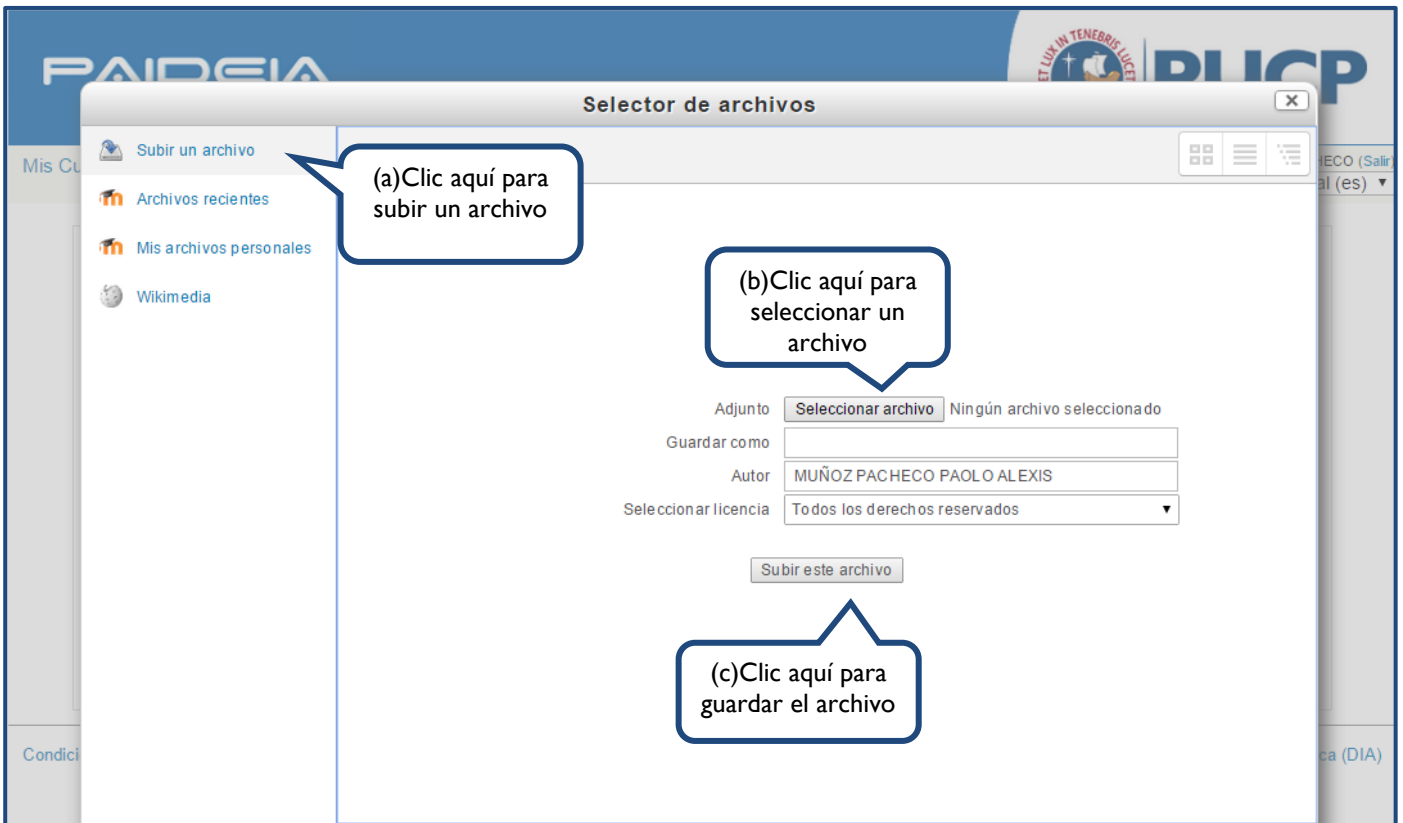 PAIDEIA
ET LUX IN TENEBRIS LUCET
PUCP
Selector de archivos
Mis Cu
HECO (Salir)
al (es)
Subir un archivo
Archivos recientes
Mis archivos personales
Wikimedia
(a)Clic aquí para
subir un archivo
(b)Clic aquí para
seleccionar un
archivo
Adjunto Seleccionar archivo Ningún archivo seleccionado
Guardar como
Autor MUÑOZ PACHECO PAOLO ALEXIS
Seleccionar licencia Todos los derechos reservados
Subir este archivo
(c)Clic aquí para
guardar el archivo
Condici
ca (DIA)